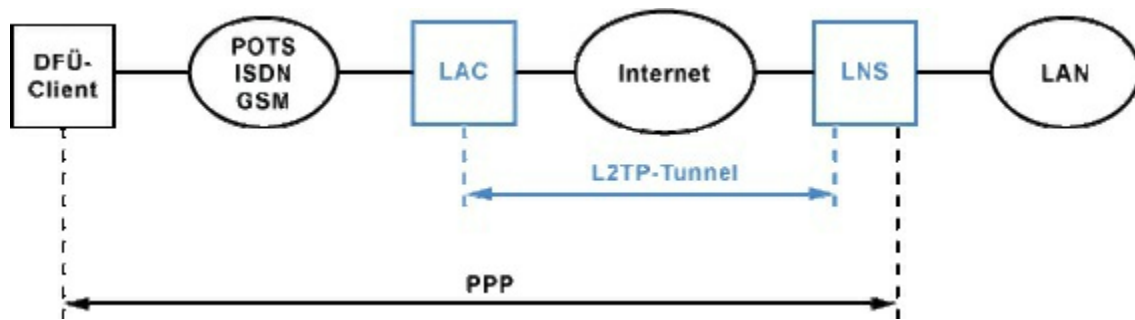 DFÜ-
Client
POTS
ISDN
GSM
LAC
Internet
LNS
LAN
L2TP-Tunnel
PPP